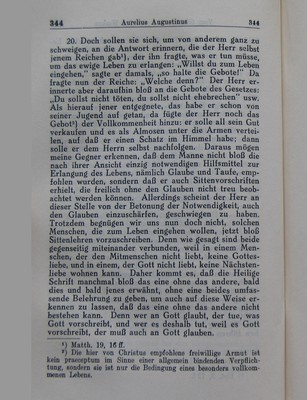 344 Aurelius Augustinus 344
20. Doch sollen sie sich, um von anderem ganz zu
schweigen, an die Antwort erinnern, die der Herr selbst
jenem Reichen gab¹), der ihn fragte, was er tun müsse,
um das ewige Leben zu erlangen: „Willst du zum Leben
eingehen,“ sagte er damals, „so halte die Gebote!“ Da
fragte nun der Reiche: „Welche denn?“ Der Herr er-
innerte aber daraufhin bloß an die Gebote des Gesetzes:
„Du sollst nicht töten, du sollst nicht ehebrechen“ usw.
Als hierauf jener entgegnete, das habe er schon von
seiner Jugend auf getan, da fügte der Herr noch das
Gebot²) der Vollkommenheit hinzu: er solle all sein Gut
verkaufen und es als Almosen unter die Armen vertei-
len, auf daß er einen Schatz im Himmel habe; dann
solle er dem Herrn selbst nachfolgen. Daraus mögen
meine Gegner erkennen, daß dem Manne nicht bloß die
nach ihrer Ansicht einzig notwendigen Hilfsmittel zur
Erlangung des Lebens, nämlich Glaube und Taufe, emp-
fohlen wurden, sondern daß er auch Sittenvorschriften
erhielt, die freilich ohne den Glauben nicht treu beob-
achtet werden können. Allerdings scheint der Herr an
dieser Stelle von der Betonung der Notwendigkeit, auch
den Glauben einzuschärfen, geschwiegen zu haben.
Trotzdem begnügen wir uns nun doch nicht, solchen
Menschen, die zum Leben eingehen wollen, jetzt bloß
Sittenlehren vorzuschreiben. Denn wie gesagt sind beide
gegenseitig miteinander verbunden, weil in einem Men-
schen, der den Mitmenschen nicht liebt, keine Gottes-
liebe, und in einem, der Gott nicht liebt, keine Nächsten-
liebe wohnen kann. Daher kommt es, daß die Heilige
Schrift manchmal bloß das eine ohne das andere, bald
dies und bald jenes erwähnt, ohne eine beides umfas-
sende Belehrung zu geben, um auch auf diese Weise er-
kennen zu lassen, daß das eine ohne das andere nicht
bestehen kann. Denn wer an Gott glaubt, der tue, was
Gott vorschreibt, und wer es deshalb tut, weil es Gott
vorschreibt, der muß auch an Gott glauben.
¹) Matth. 19, 16 ff.
²) Die hier von Christus empfohlene freiwillige Armut ist
kein praeceptum im Sinne einer allgemein bindenden Verpflich-
tung, sondern sie ist nur die Bedingung eines besonders vollkom-
menen Lebens.